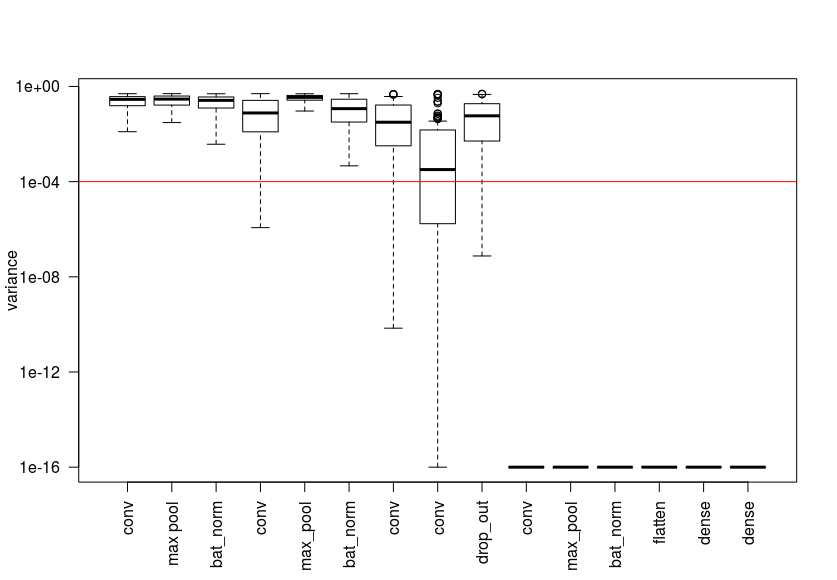 1e+00
1e-04
1e-08
1e-12
1e-16
variance
conv
max pool
bat_norm
conv
max_pool
bat_norm
conv
conv
drop_out
conv
max_pool
bat_norm
flatten
dense
dense